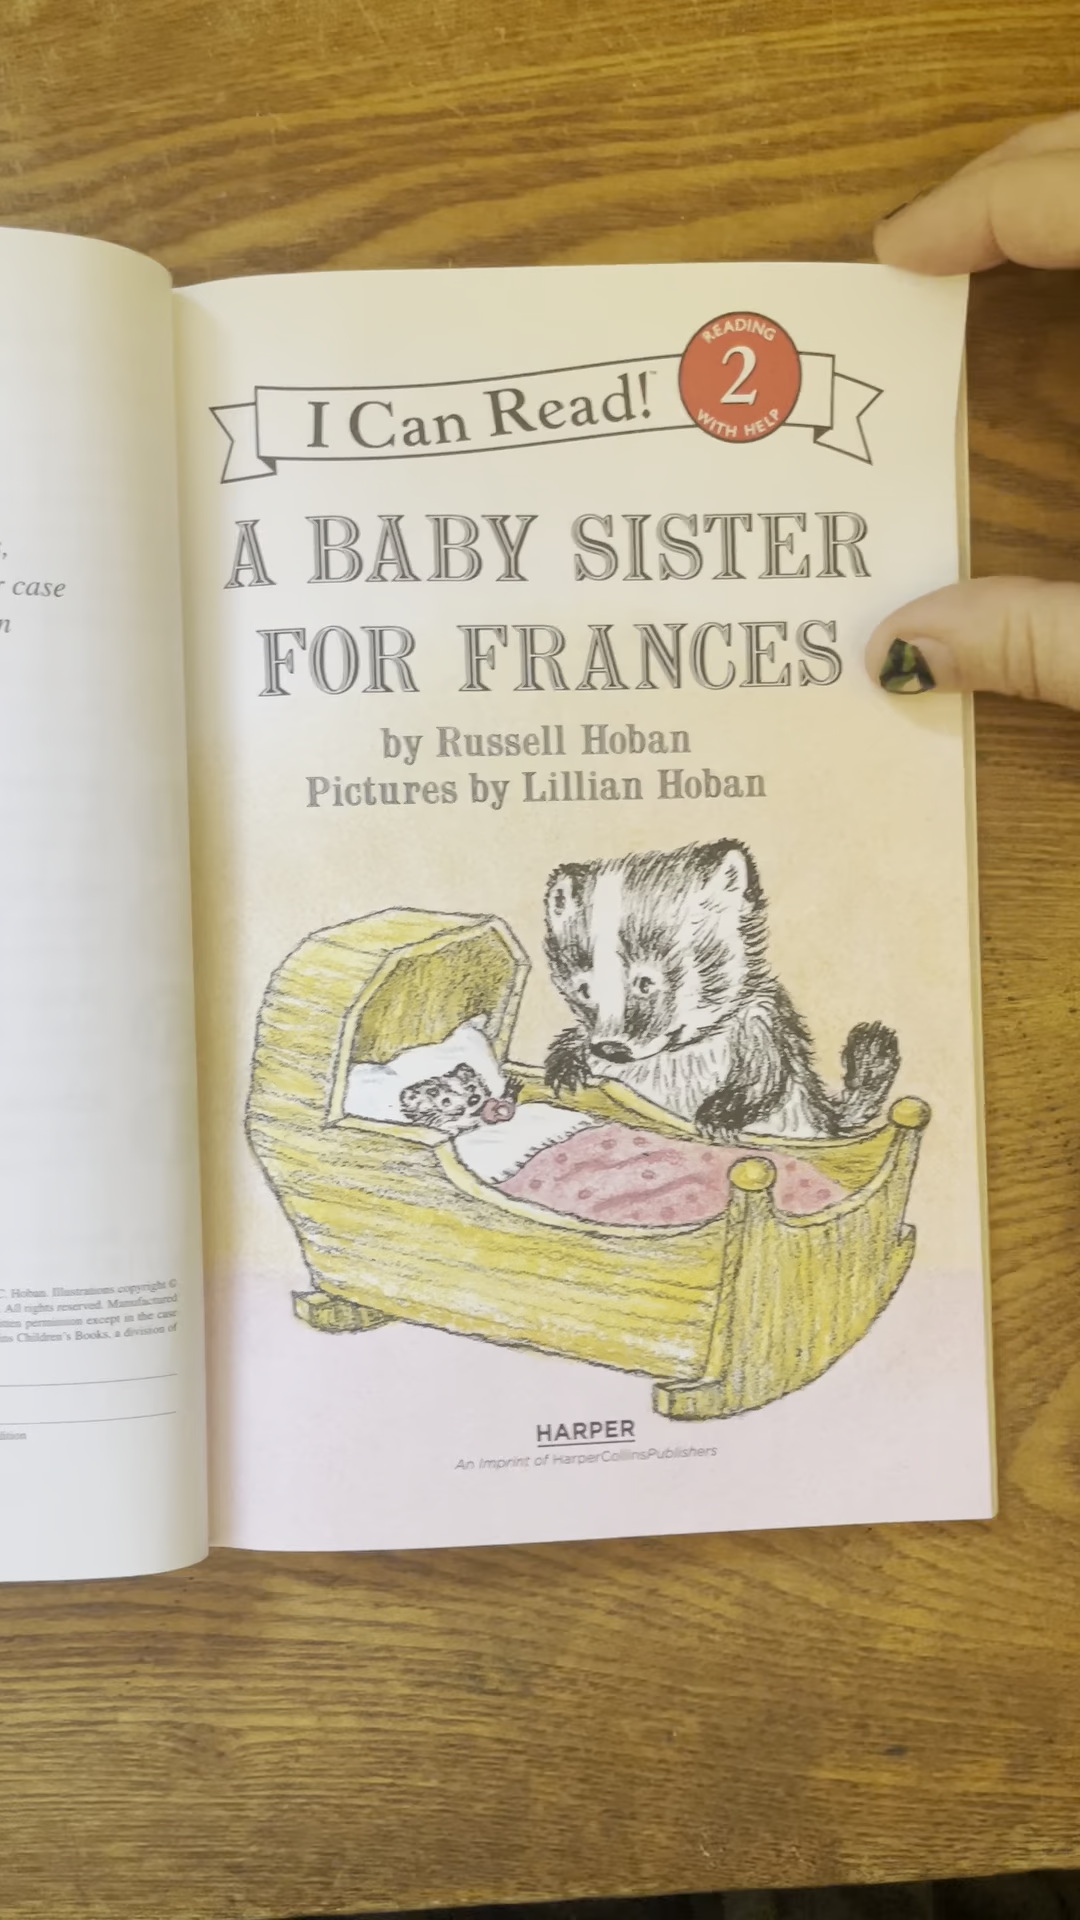 case
n
C. Hoban. Illustrations copyright ©
All rights reserved. Manufactured
permission except in the case
Children's Books, a division of
I Can Read!™
READING
2
WITH HELP
A BABY SISTER
FOR FRANCES
by Russell Hoban
Pictures by Lillian Hoban
HARPER
An Imprint of HarperCollinsPublishers